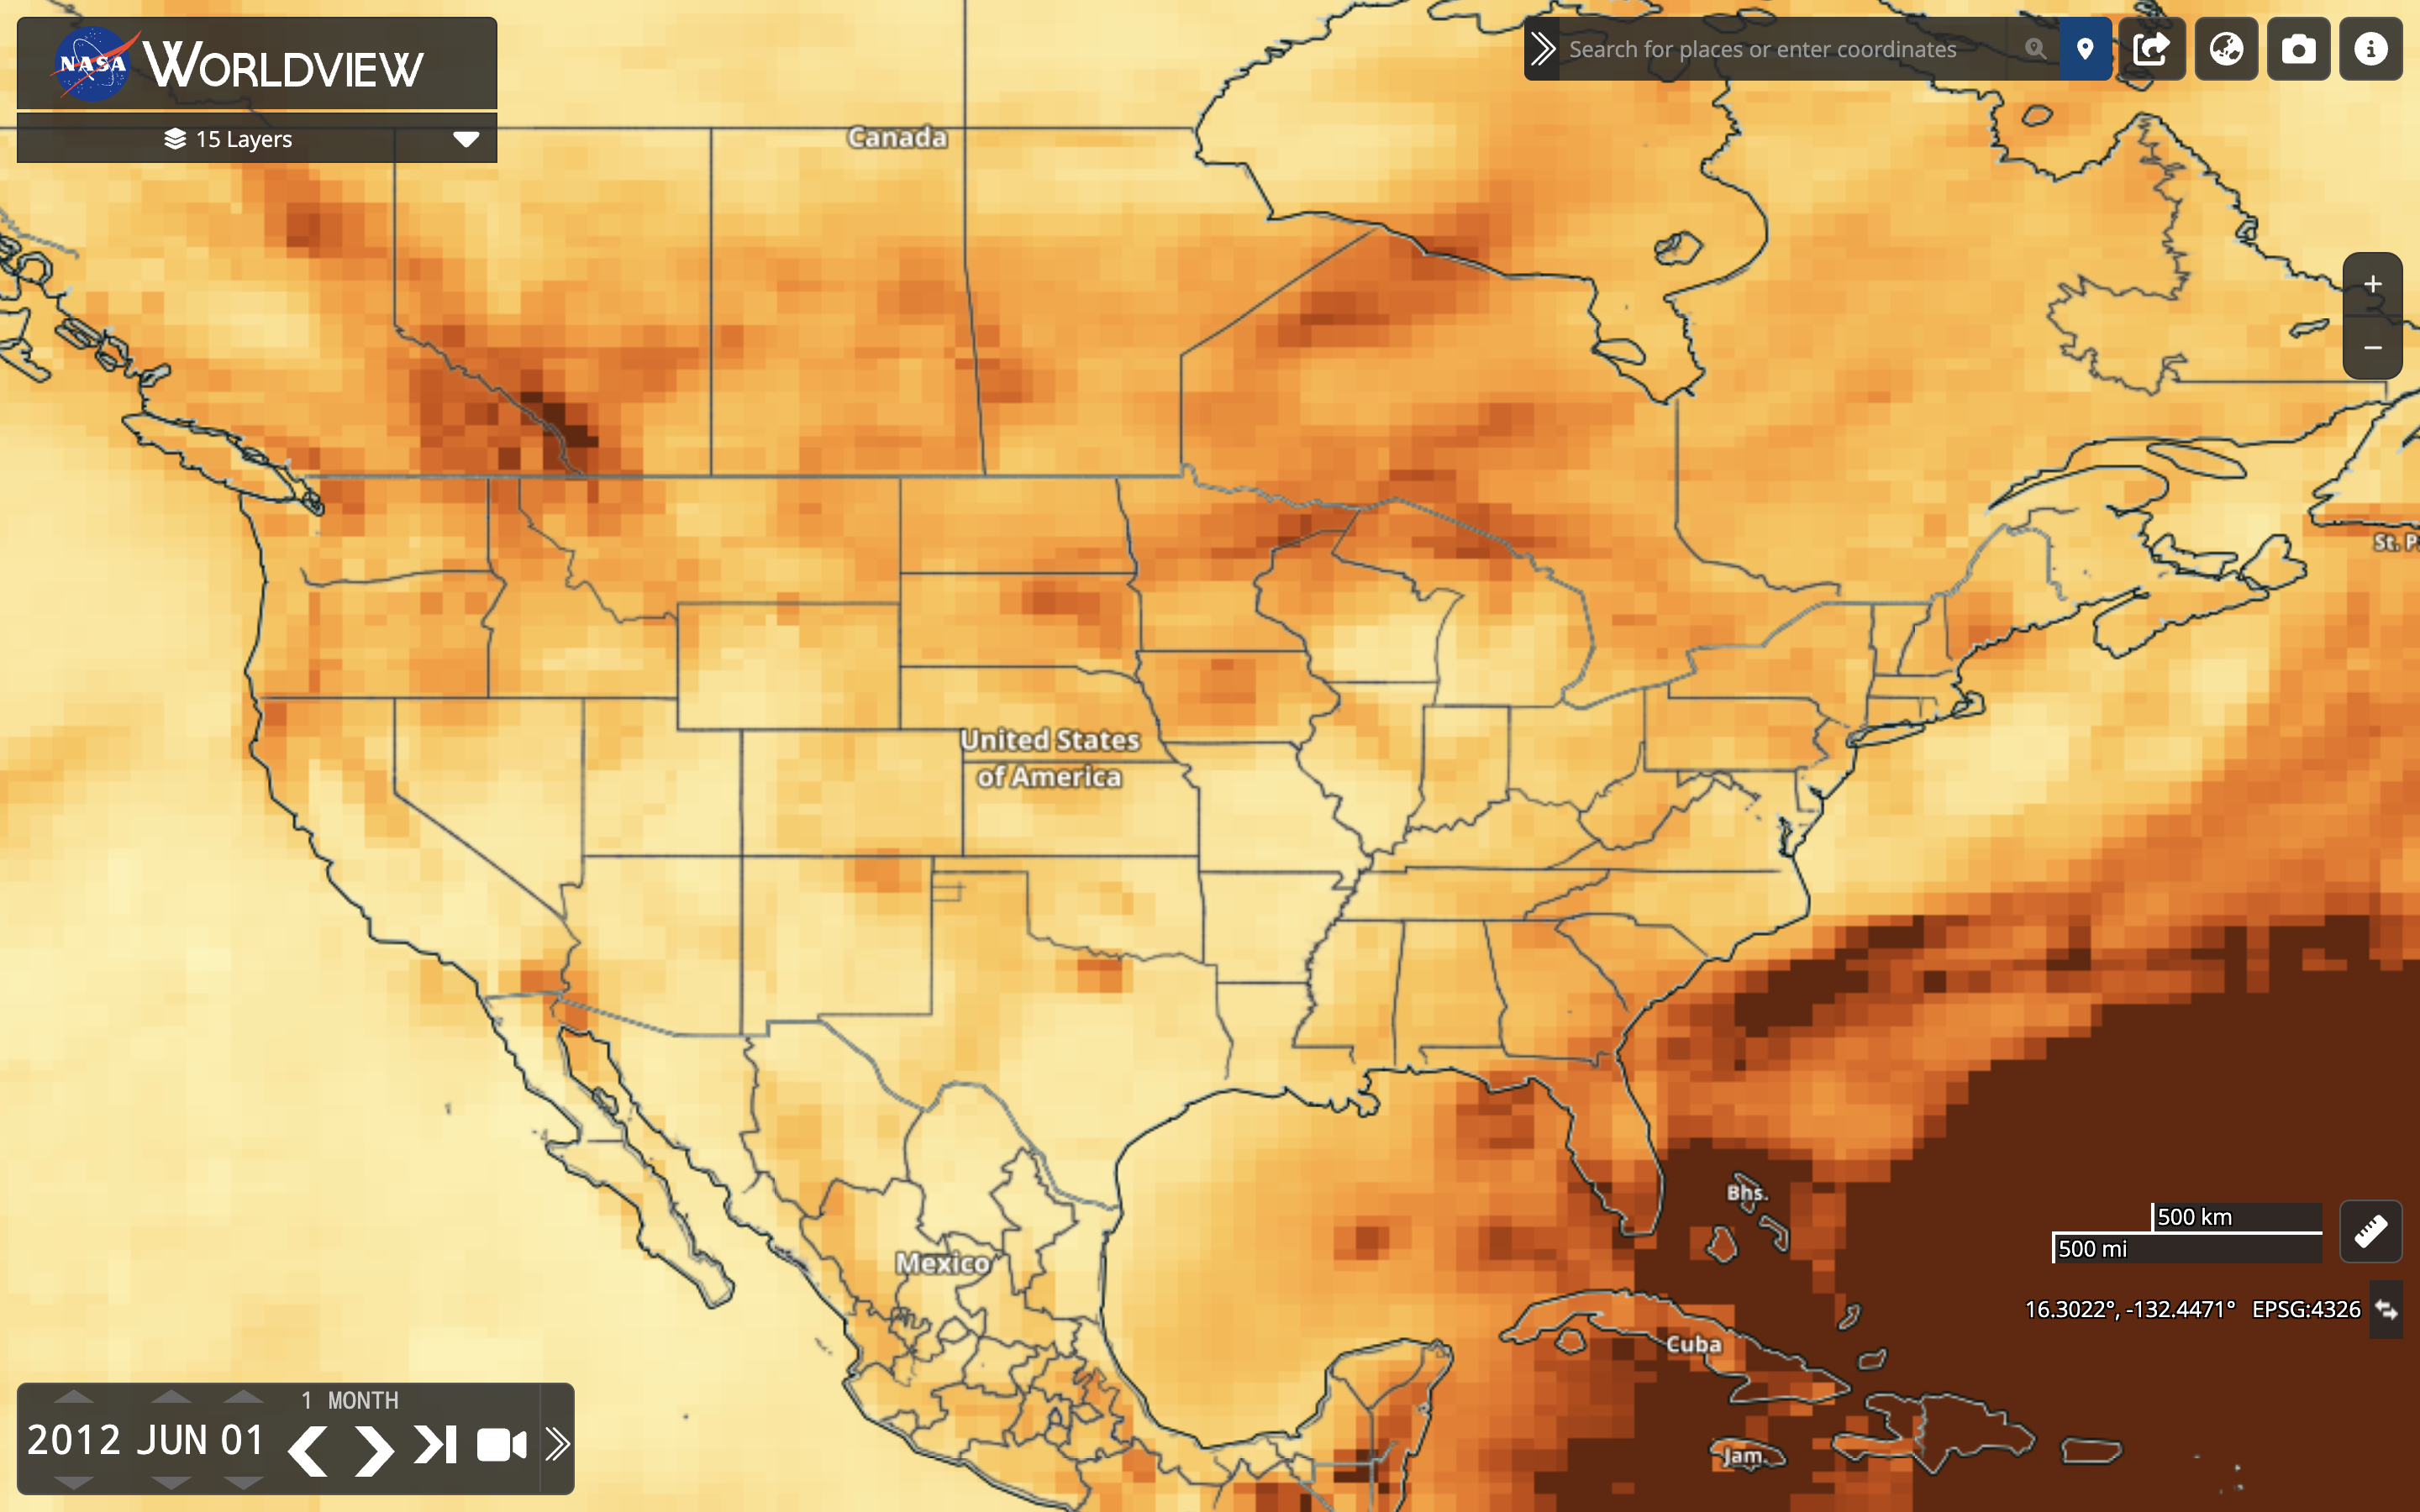 NASA WORLDVIEW
15 Layers
Search for places or enter coordinates
Canada
St. P.
United States
of America
Bhs.
500 km
500 mi
Mexico
16.3022°, -132.4471° EPSG:4326
Cuba
Jam.
1 MONTH
2012 JUN 01